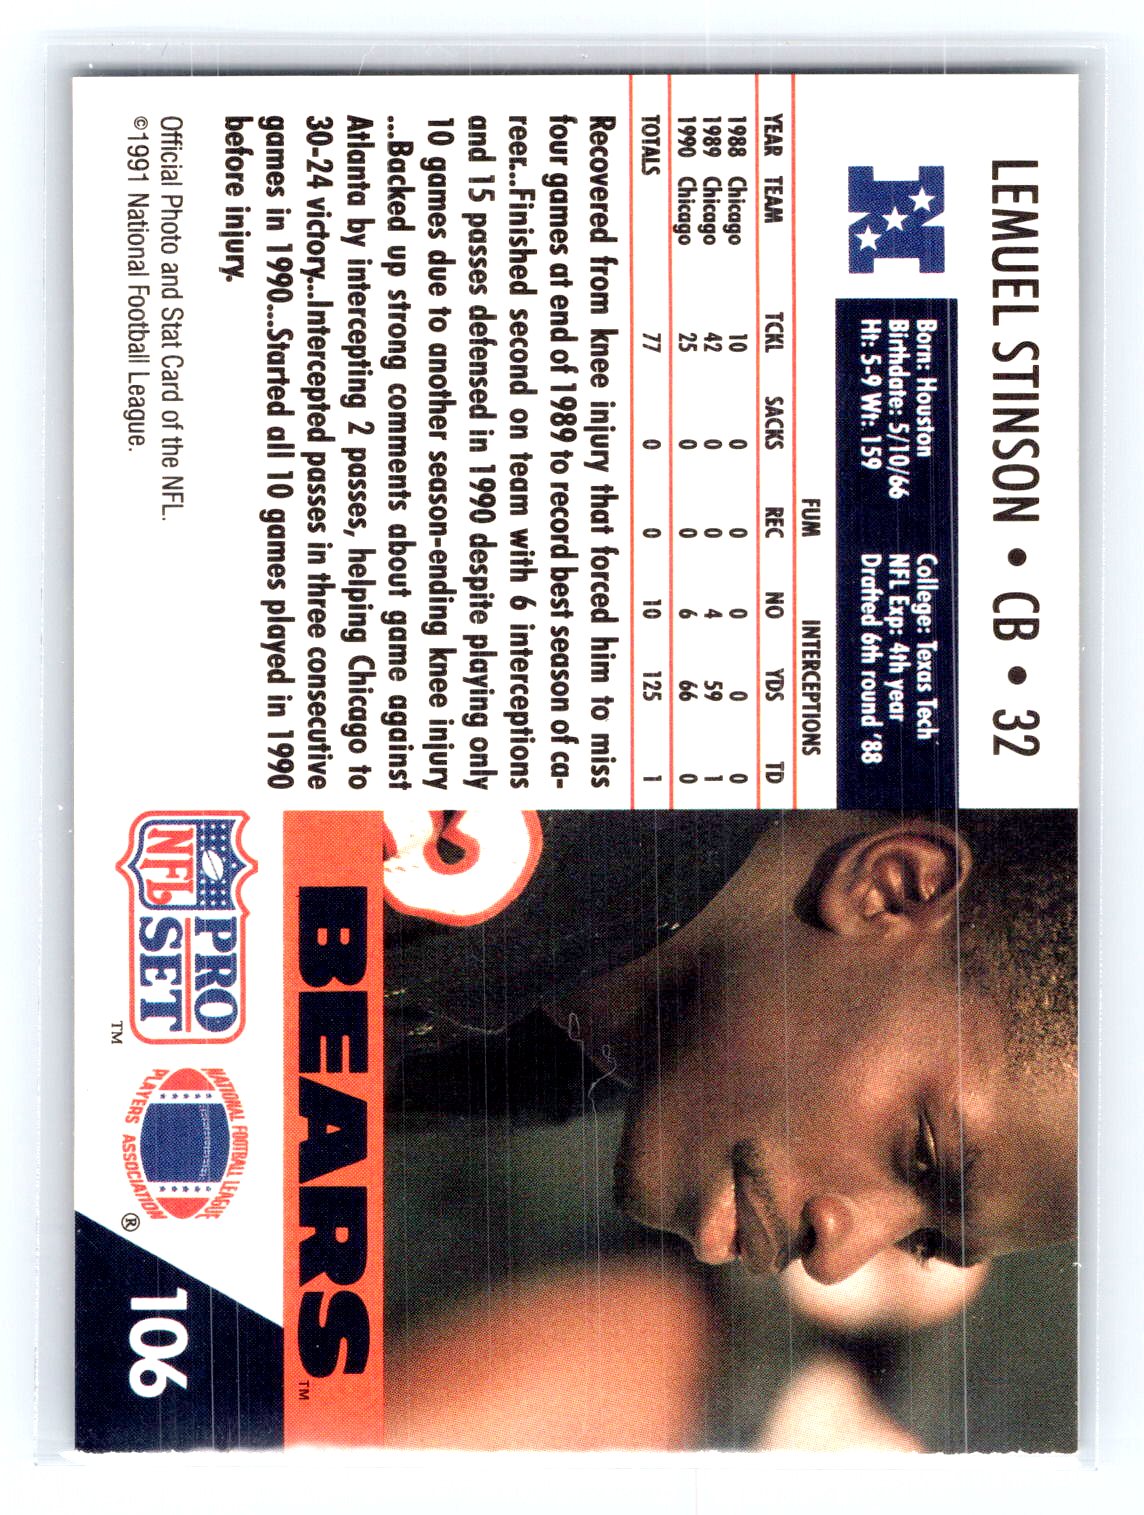 LEMUEL STINSON • CB • 32
Born: Houston College: Texas Tech
Birthdate: 5/10/66 NFL Exp: 4th year
Ht: 5-9 Wt: 159 Drafted 6th round '88
FUM INTERCEPTIONS
YEAR TEAM TCKL SACKS REC NO YDS TD
1988 Chicago 10 0 0 0 0 0
1989 Chicago 42 0 0 4 59 1
1990 Chicago 25 0 0 6 66 0
TOTALS 77 0 0 10 125 1
Recovered from knee injury that forced him to miss
four games at end of 1989 to record best season of ca-
reer...Finished second on team with 6 interceptions
and 15 passes defensed in 1990 despite playing only
10 games due to another season-ending knee injury
...Backed up strong comments about game against
Atlanta by intercepting 2 passes, helping Chicago to
30-24 victory...Intercepted passes in three consecutive
games in 1990...Started all 10 games played in 1990
before injury.
Official Photo and Stat Card of the NFL.
©1991 National Football League.
BEARS™
PRO
NFL SET™
NATIONAL FOOTBALL LEAGUE
PLAYERS ASSOCIATION®
106